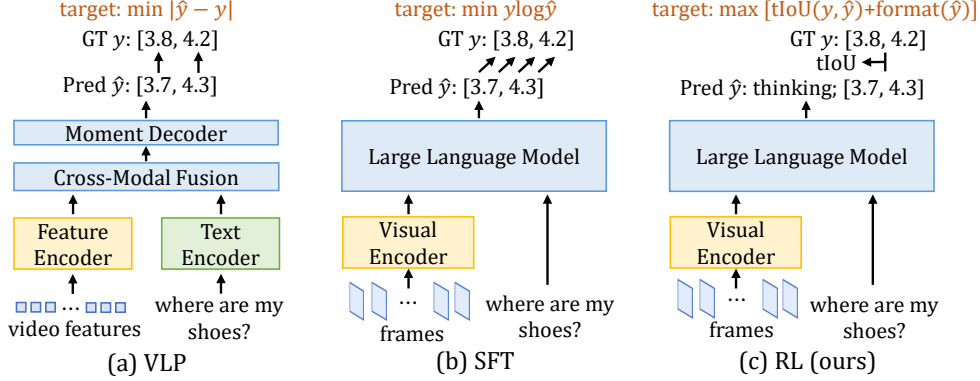 target: min |ŷ − y|
GT y: [3.8, 4.2]
Pred ŷ: [3.7, 4.3]
Moment Decoder
Cross-Modal Fusion
Feature
Encoder
Text
Encoder
...
video features
where are my
shoes?
(a) VLP
target: min ylogŷ
GT y: [3.8, 4.2]
[3.7, 4.3]
Large Language Model
Visual
Encoder
...
frames
where are my
shoes?
(b) SFT
target: max [tIoU(y, ŷ)+format(ŷ)]
GT y: [3.8, 4.2]
tIoU
Pred ŷ: thinking; [3.7, 4.3]
Large Language Model
Visual
Encoder
...
frames
where are my
shoes?
(c) RL (ours)